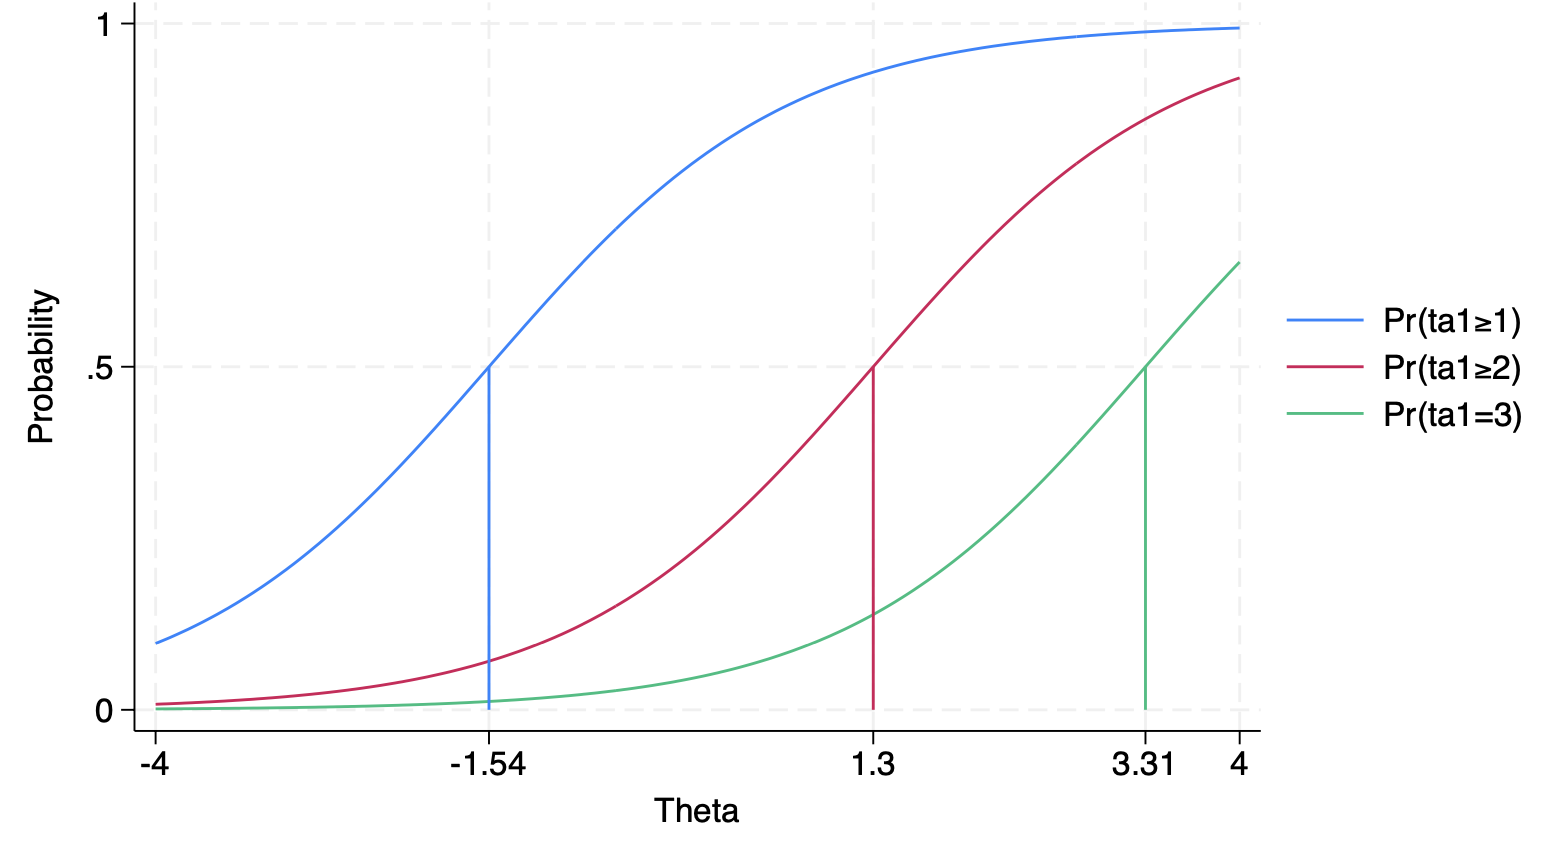 1
.5
0
Probability
-4
-1.54
1.3
3.31
4
Theta
Pr(ta1≥1)
Pr(ta1≥2)
Pr(ta1=3)